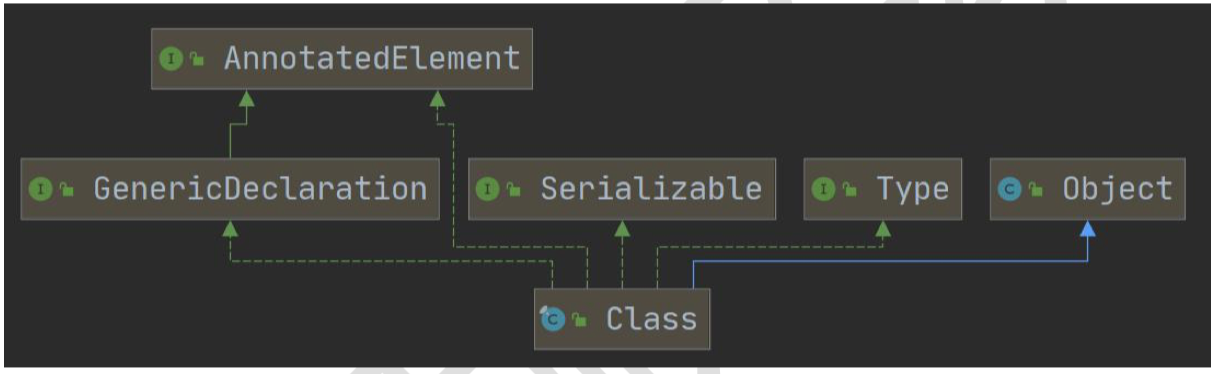 I AnnotatedElement
I GenericDeclaration
I Serializable
I Type
C Object
C Class